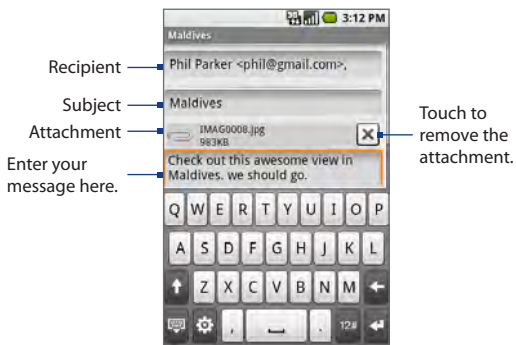 3:12 PM
Maldives
Recipient
Phil Parker <phil@gmail.com>,
Subject
Maldives
Attachment
IMAG0008.jpg
983KB
Touch to
remove the
attachment.
Enter your
message here.
Check out this awesome view in
Maldives. we should go.
Q W E R T Y U I O P
A S D F G H J K L
Z X C V B N M
, . 12#